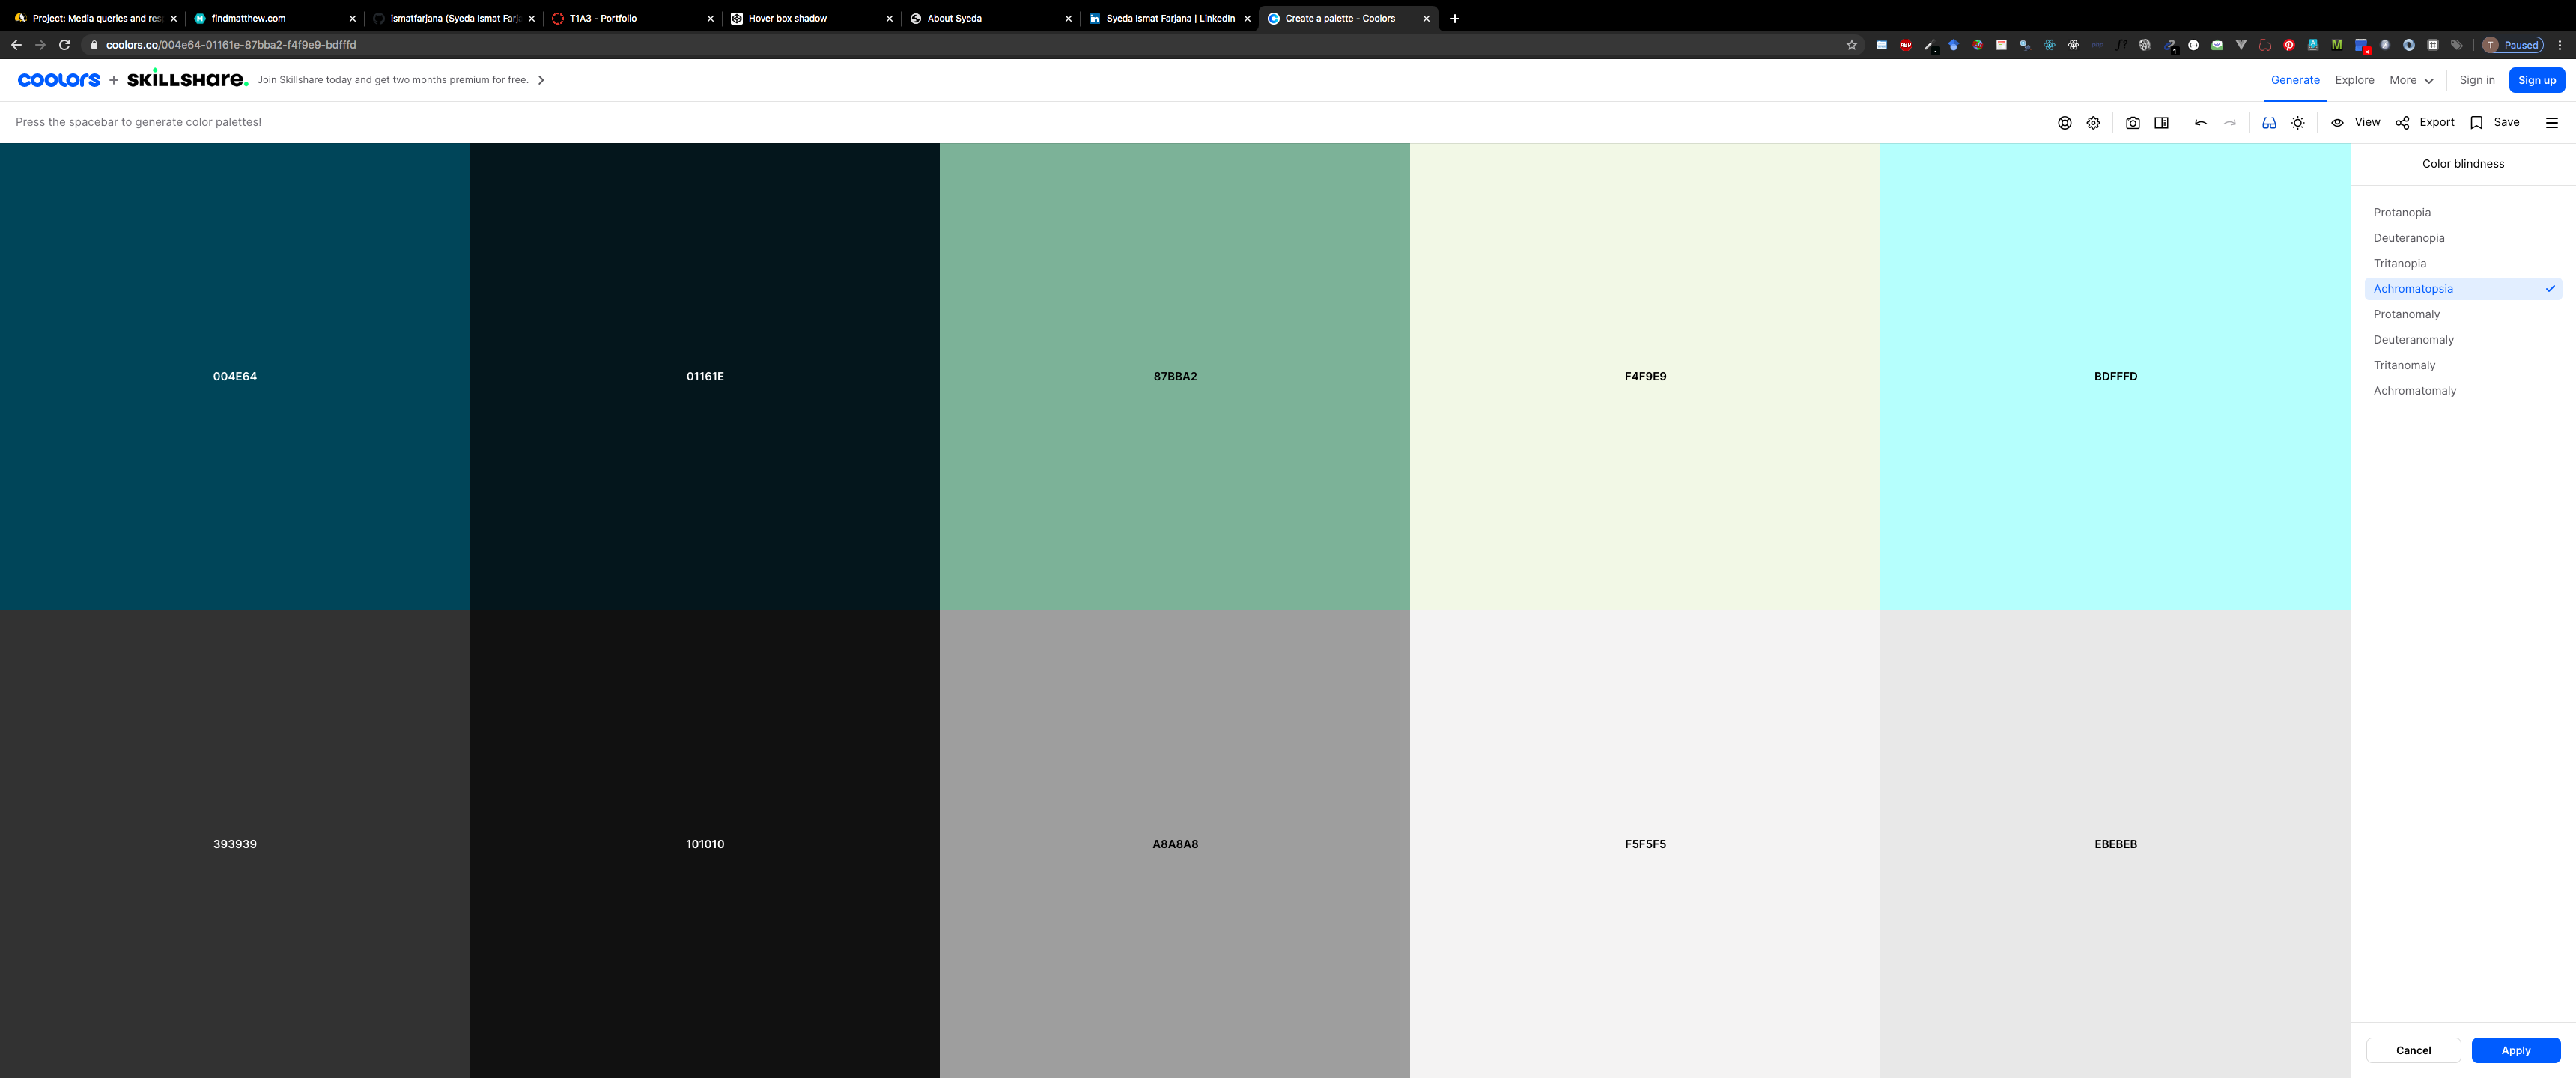 Project: Media queries and res
findmatthew.com
ismatfarjana (Syeda Ismat Farja
T1A3 - Portfolio
Hover box shadow
About Syeda
Syeda Ismat Farjana | LinkedIn
Create a palette - Coolors
coolors.co/004e64-01161e-87bba2-f4f9e9-bdfffd
ABP
T Paused
coolors + SKILLSHARE. Join Skillshare today and get two months premium for free.
Generate Explore More Sign in Sign up
Press the spacebar to generate color palettes!
View Export Save
Color blindness
Protanopia
Deuteranopia
Tritanopia
Achromatopsia
Protanomaly
Deuteranomaly
Tritanomaly
Achromatomaly
004E64 01161E 87BBA2 F4F9E9 BDFFFD
393939 101010 A8A8A8 F5F5F5 EBEBEB
Cancel Apply